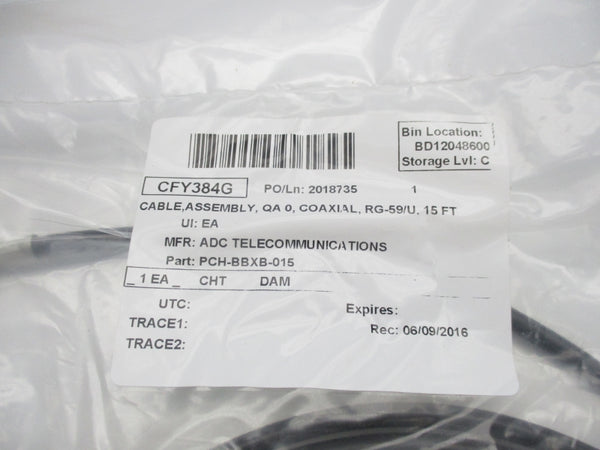 Bin Location:
BD12048600
Storage Lvl: C
CFY384G PO/Ln: 2018735 1
CABLE,ASSEMBLY, QA 0, COAXIAL, RG-59/U, 15 FT
UI: EA
MFR: ADC TELECOMMUNICATIONS
Part: PCH-BBXB-015
_ 1 EA _ CHT DAM
UTC: Expires:
TRACE1: Rec: 06/09/2016
TRACE2: